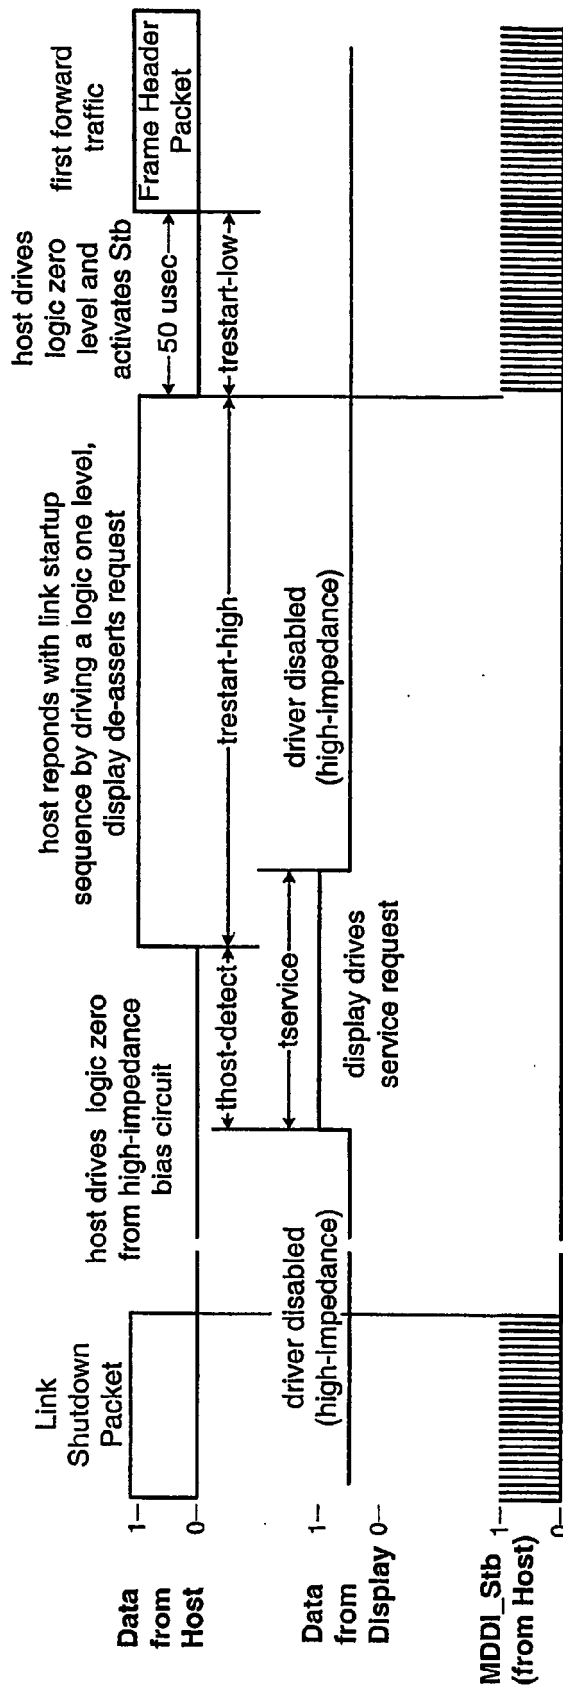 Link
Shutdown
Packet
host drives logic zero
from high-impedance
bias circuit
host reponds with link startup
sequence by driving a logic one level,
display de-asserts request
host drives
logic zero
level and
activates Stb
first forward
traffic
Data
from
Host
1
0
Frame Header
Packet
50 usec
thost-detect
trestart-high
trestart-low
Data
from
Display
1
0
driver disabled
(high-Impedance)
tservice
display drives
service request
driver disabled
(high-impedance)
MDDI_Stb
(from Host)
1
0